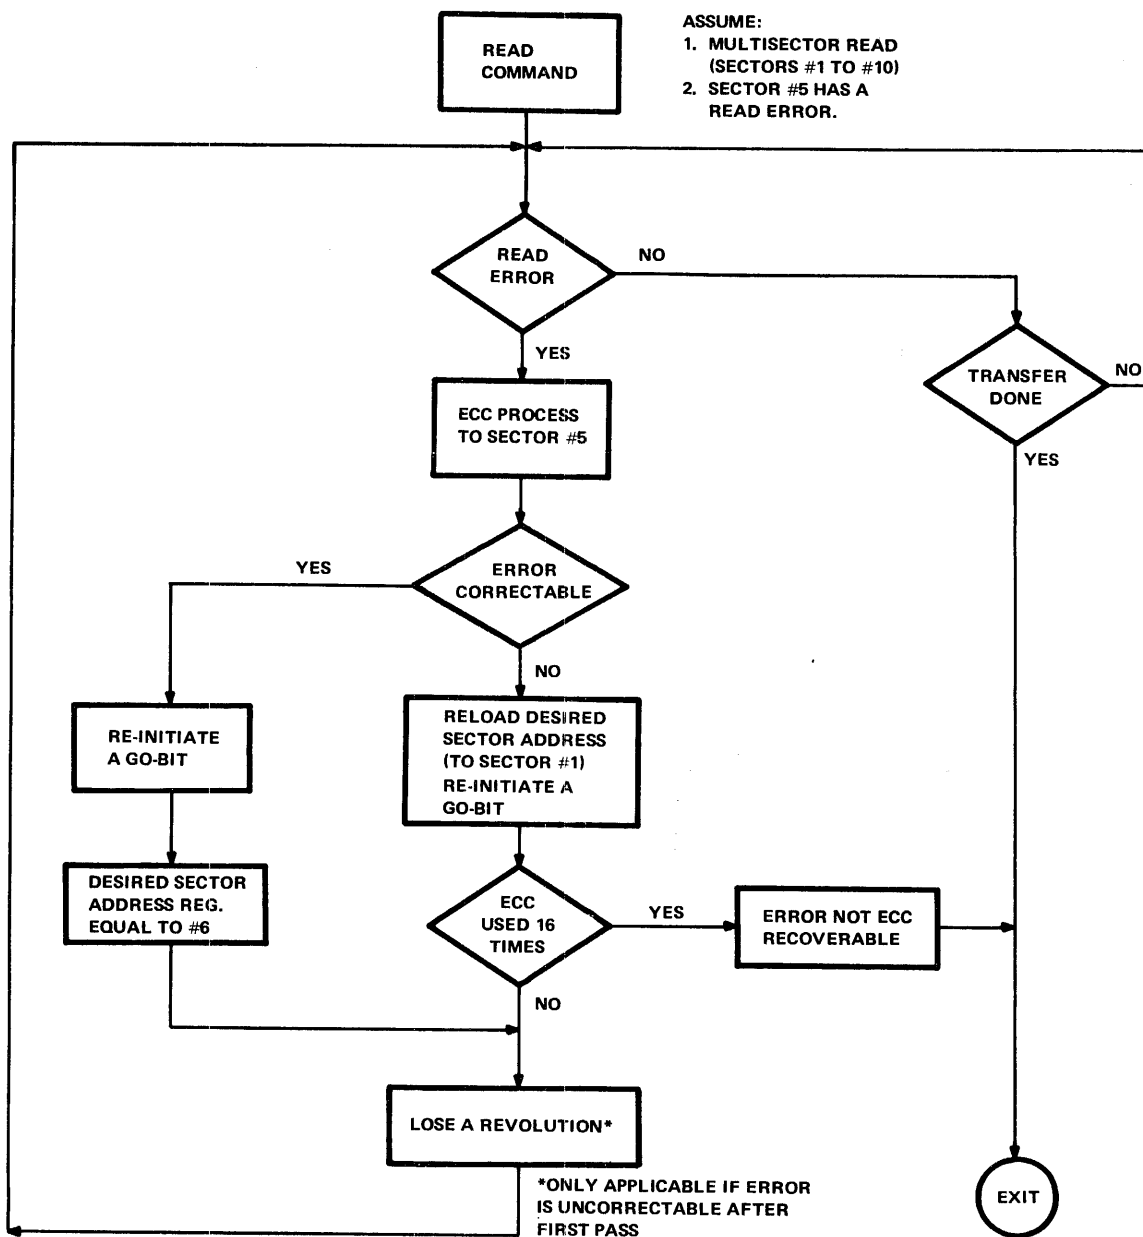 READ
COMMAND
ASSUME:
1. MULTISECTOR READ
(SECTORS #1 TO #10)
2. SECTOR #5 HAS A
READ ERROR.
READ
ERROR
NO
YES
TRANSFER
DONE
NO
YES
ECC PROCESS
TO SECTOR #5
ERROR
CORRECTABLE
YES
NO
RE-INITIATE
A GO-BIT
RELOAD DESIRED
SECTOR ADDRESS
(TO SECTOR #1)
RE-INITIATE A
GO-BIT
DESIRED SECTOR
ADDRESS REG.
EQUAL TO #6
ECC
USED 16
TIMES
YES
NO
ERROR NOT ECC
RECOVERABLE
LOSE A REVOLUTION*
*ONLY APPLICABLE IF ERROR
IS UNCORRECTABLE AFTER
FIRST PASS
EXIT